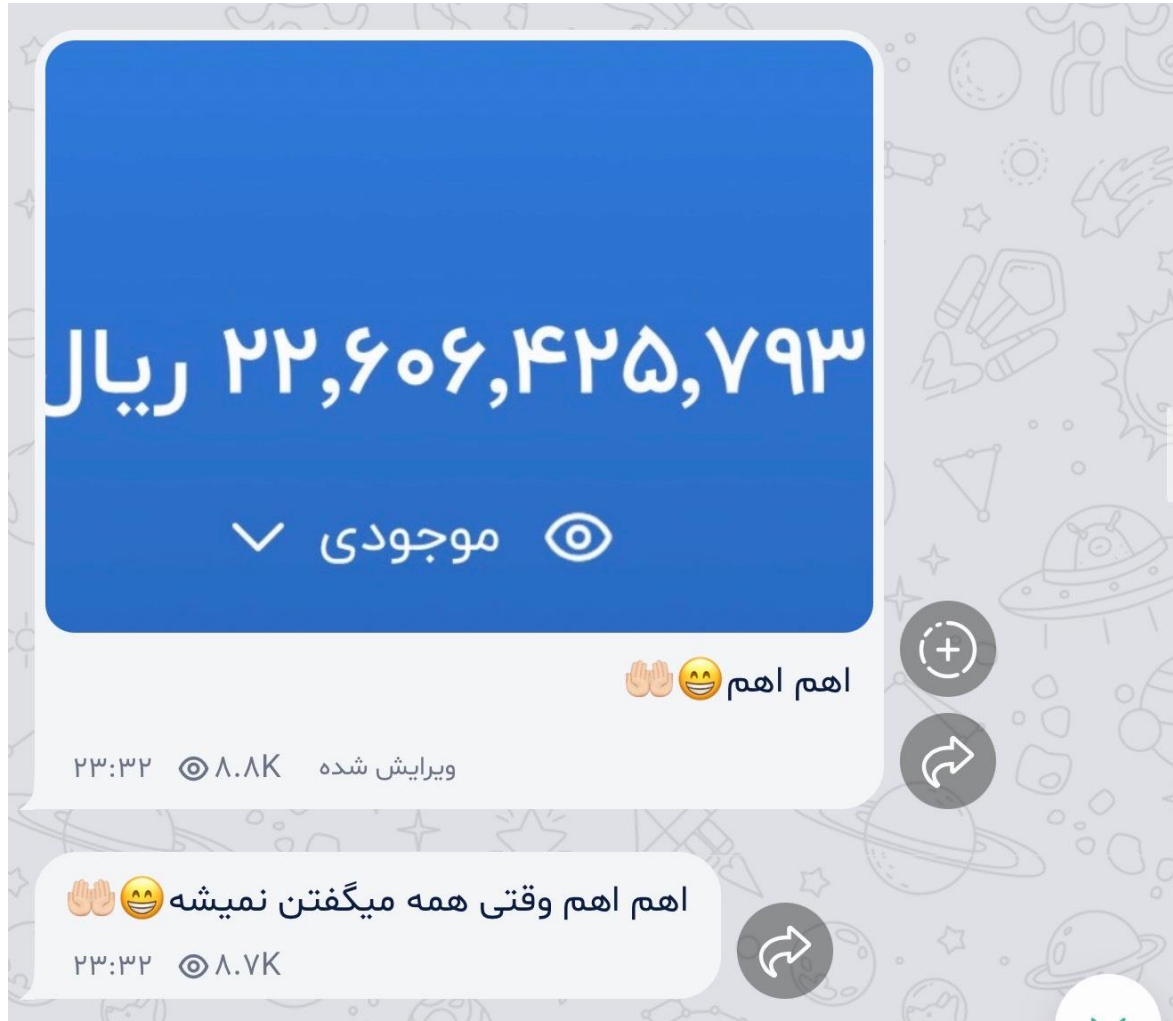 ۲۲,۶۰۶,۴۲۵,۷۹۳ ریال
موجودی
اهم اهم😁🤲🏻
ویرایش شده ۸.۸K ۲۳:۳۲
اهم اهم وقتی همه میگفتن نمیشه😁🤲🏻
۸.۷K ۲۳:۳۲